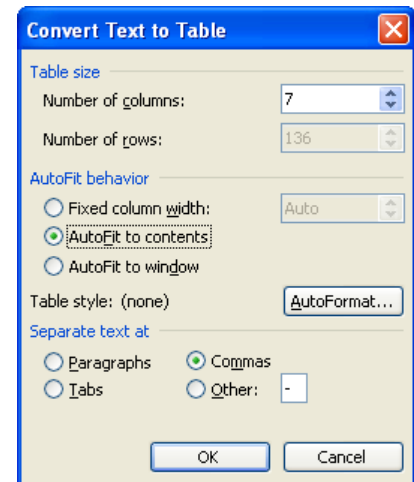 Convert Text to Table
Table size
Number of columns: 7
Number of rows: 136
AutoFit behavior
Fixed column width: Auto
AutoFit to contents
AutoFit to window
Table style: (none) AutoFormat...
Separate text at
Paragraphs Commas
Tabs Other: -
OK Cancel